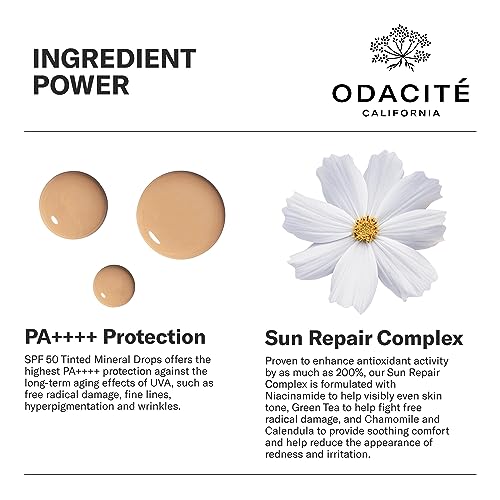 INGREDIENT
POWER
ODACITÉ
CALIFORNIA
PA++++ Protection
SPF 50 Tinted Mineral Drops offers the
highest PA++++ protection against the
long-term aging effects of UVA, such as
free radical damage, fine lines,
hyperpigmentation and wrinkles.
Sun Repair Complex
Proven to enhance antioxidant activity
by as much as 200%, our Sun Repair
Complex is formulated with
Niacinamide to help visibly even skin
tone, Green Tea to help fight free
radical damage, and Chamomile and
Calendula to provide soothing comfort
and help reduce the appearance of
redness and irritation.